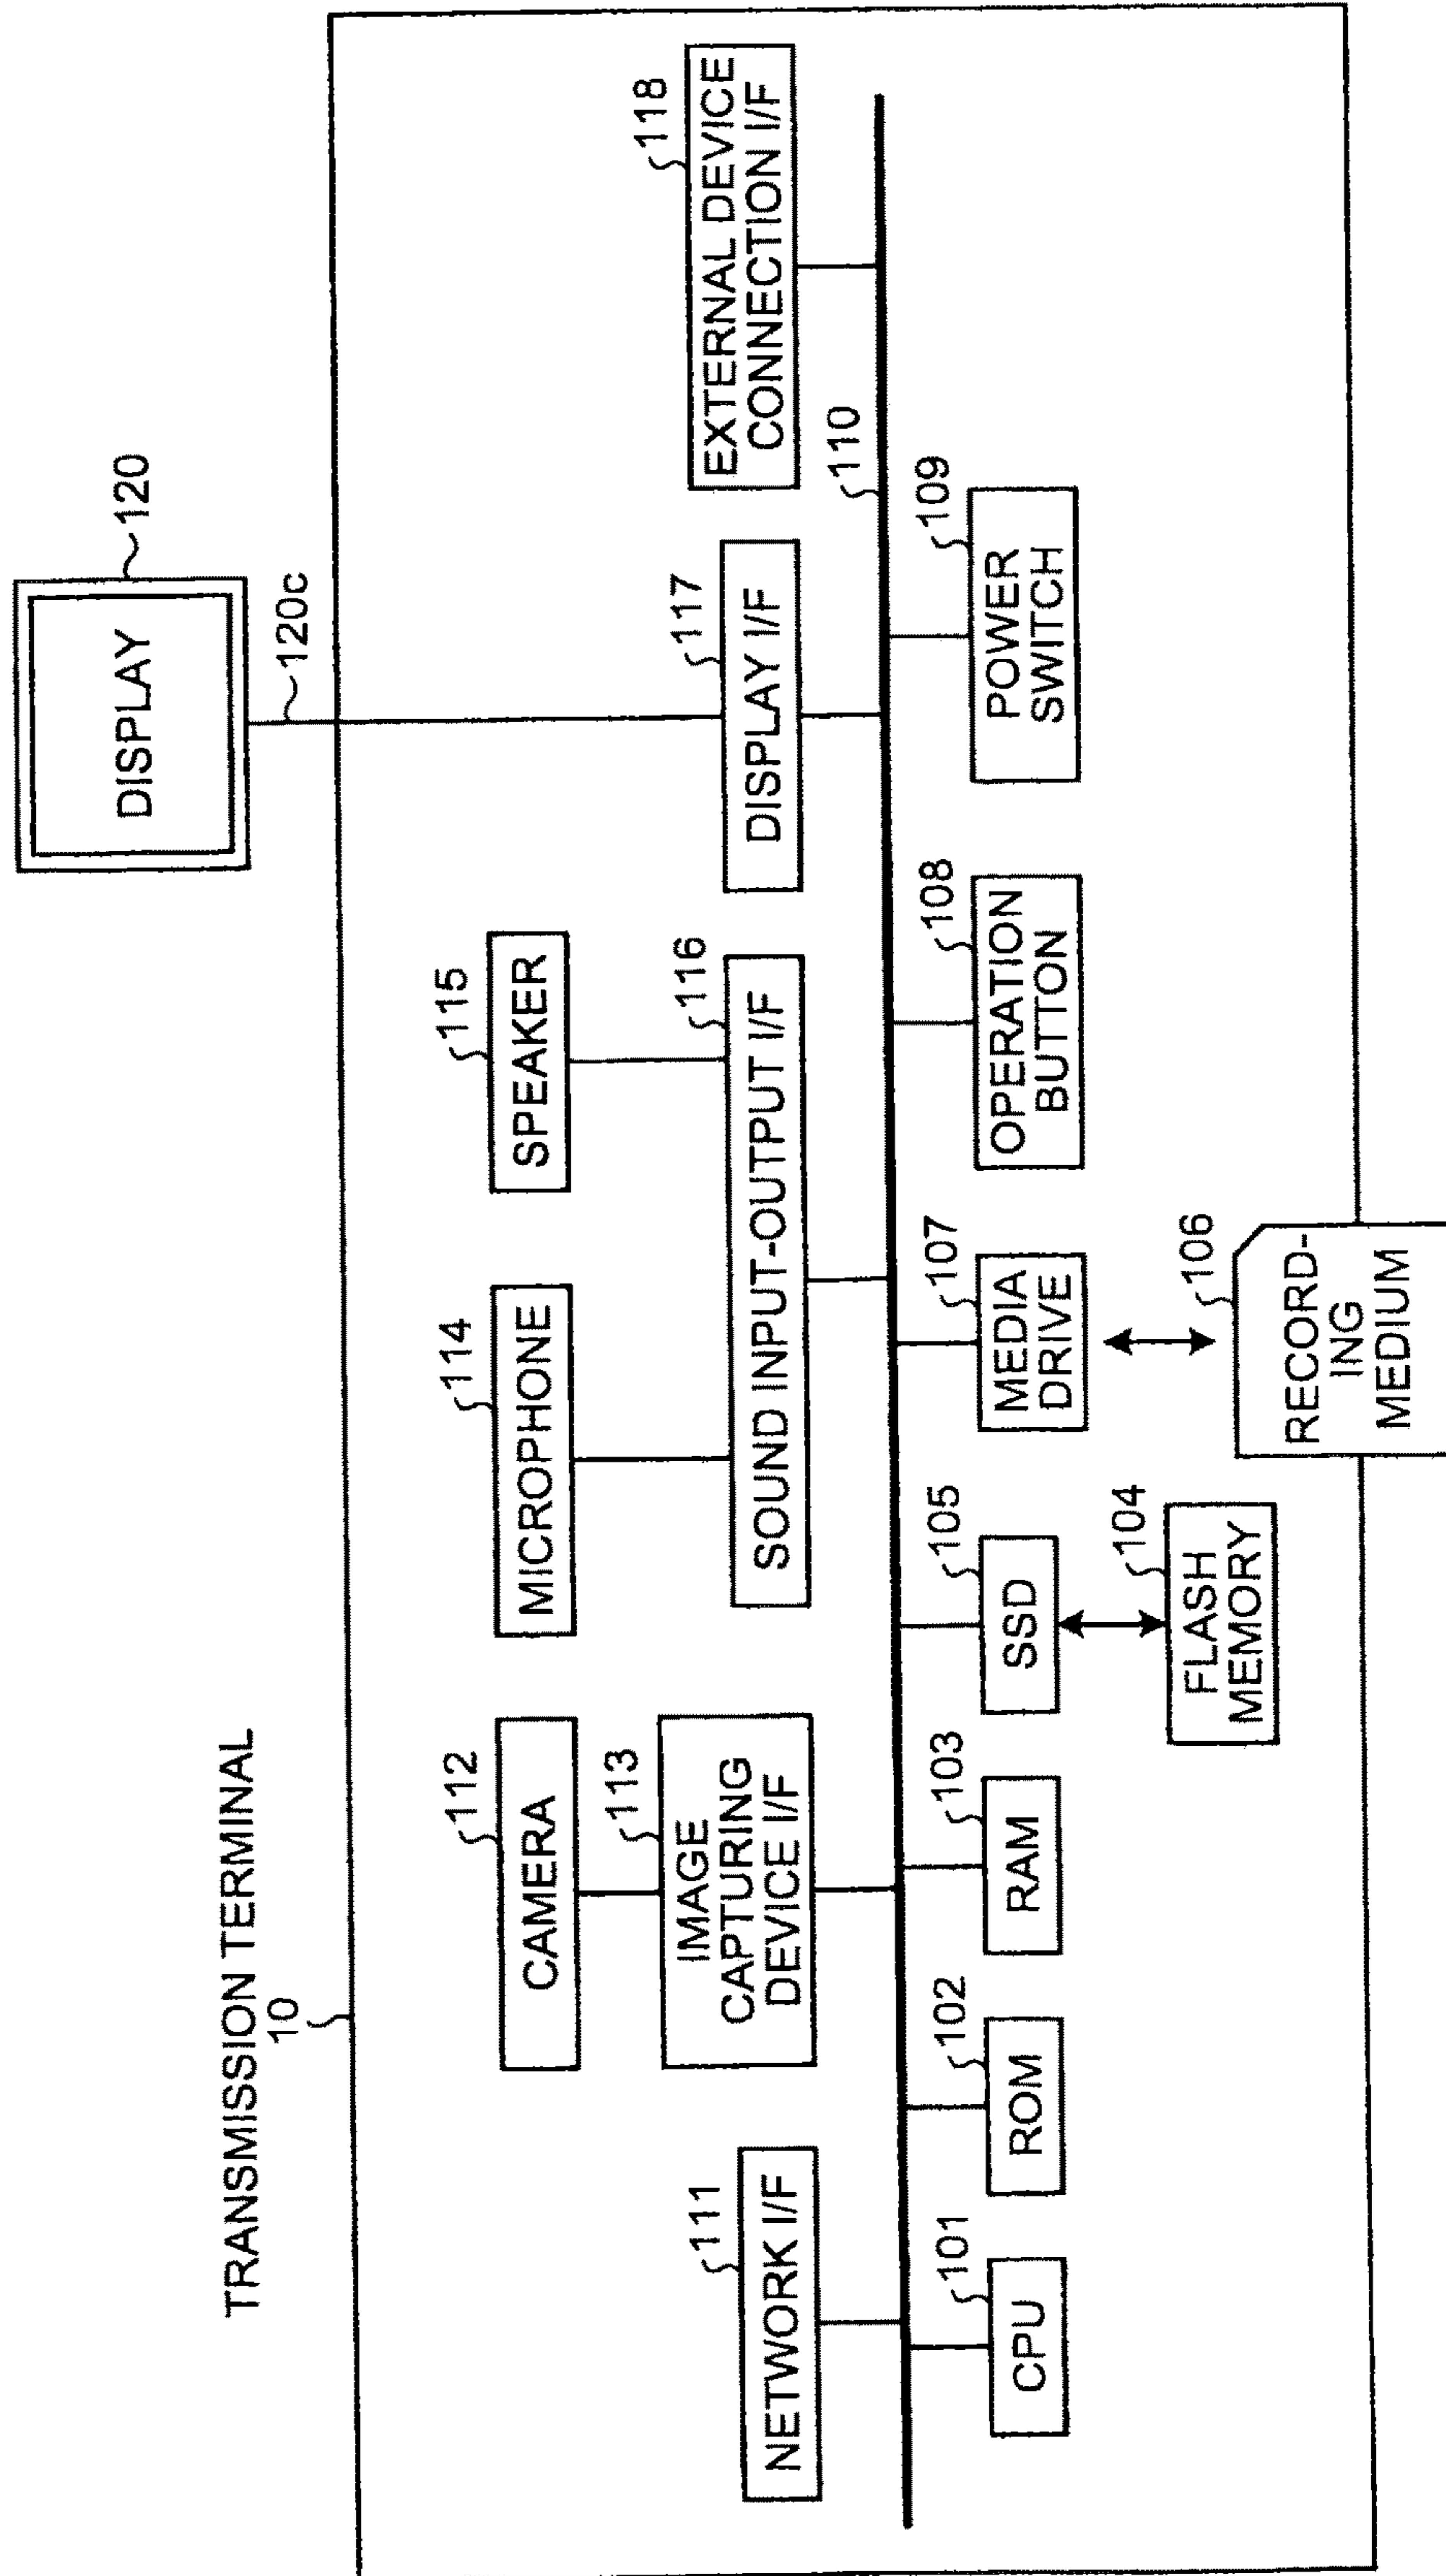 TRANSMISSION TERMINAL
10
DISPLAY
120
120c
CAMERA
112
MICROPHONE
114
SPEAKER
115
NETWORK I/F
111
IMAGE
CAPTURING
DEVICE I/F
113
SOUND INPUT-OUTPUT I/F
116
DISPLAY I/F
117
EXTERNAL DEVICE
CONNECTION I/F
118
110
CPU
101
ROM
102
RAM
103
SSD
105
MEDIA
DRIVE
107
OPERATION
BUTTON
108
POWER
SWITCH
109
FLASH
MEMORY
104
RECORD-
ING
MEDIUM
106